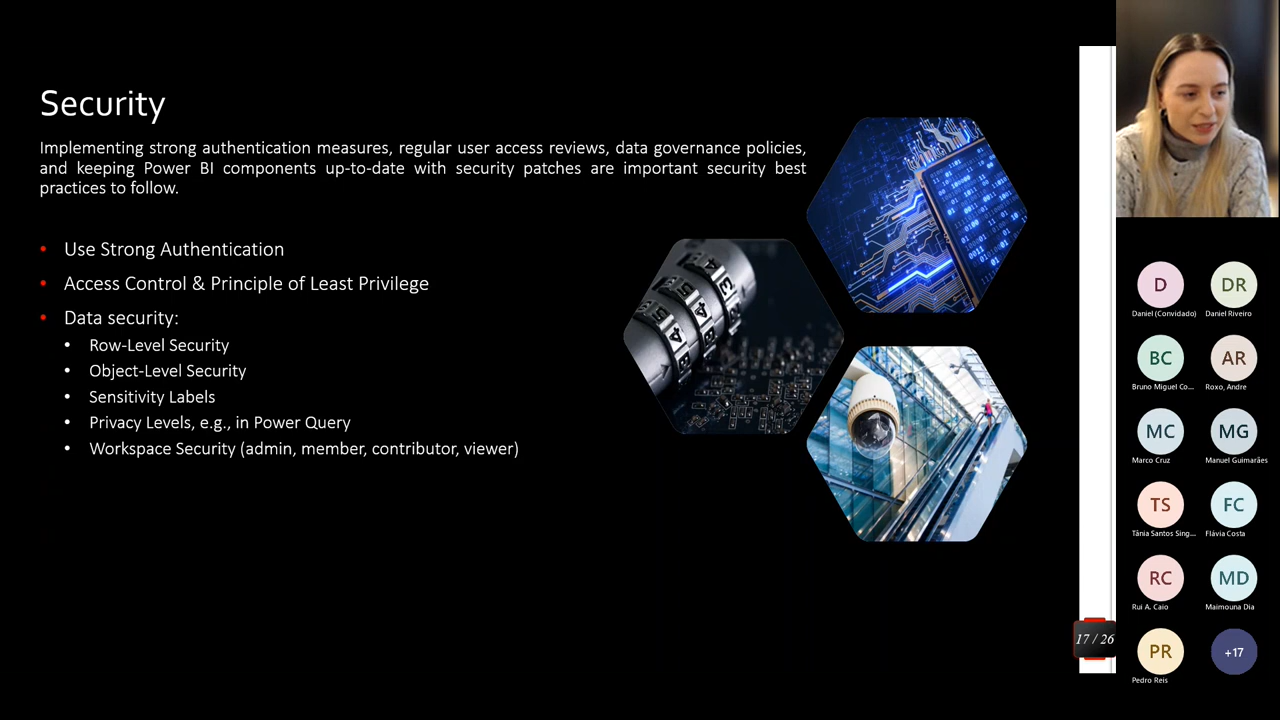 Security
Implementing strong authentication measures, regular user access reviews, data governance policies,
and keeping Power BI components up-to-date with security patches are important security best
practices to follow.
• Use Strong Authentication
• Access Control & Principle of Least Privilege
• Data security:
• Row-Level Security
• Object-Level Security
• Sensitivity Labels
• Privacy Levels, e.g., in Power Query
• Workspace Security (admin, member, contributor, viewer)
17 / 26
D DR
Daniel (Convidado) Daniel Riveiro
BC AR
Bruno Miguel Co... Roxo, Andre
MC MG
Marco Cruz Manuel Guimarães
TS FC
Tânia Santos Sing... Flávia Costa
RC MD
Rui A. Caio Maimouna Dia
PR +17
Pedro Reis